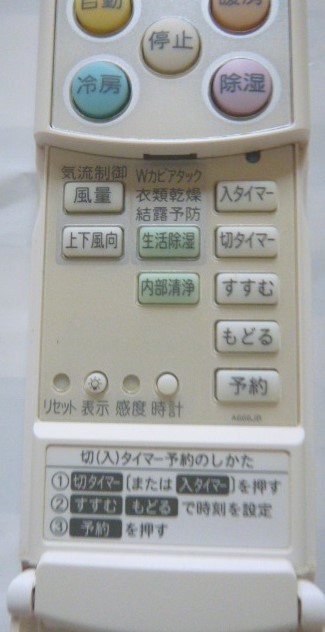 自動
暖房
停止
冷房
除湿
気流制御
風量
上下風向
Wカビアタック
衣類乾燥
結露予防
生活除湿
内部清浄
入タイマー
切タイマー
すすむ
もどる
予約
リセット 表示 感度 時計
切(入)タイマー予約のしかた
① 切タイマー (または 入タイマー)を押す
② すすむ もどる で時刻を設定
③ 予約 を押す